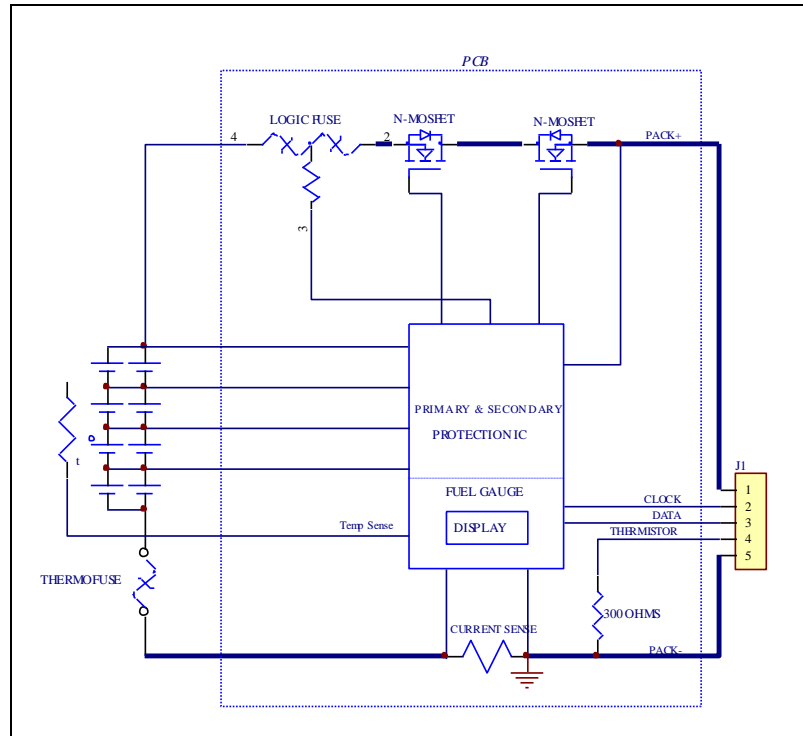 PCB
LOGIC FUSE
N-MOSFET
N-MOSFET
4
2
PACK+
3
PRIMARY & SECONDARY
PROTECTION IC
t
FUEL GAUGE
DISPLAY
Temp Sense
J1
1
CLOCK
2
DATA
3
THERMISTOR
4
5
THERMOFUSE
300 OHMS
CURRENT SENSE
PACK-